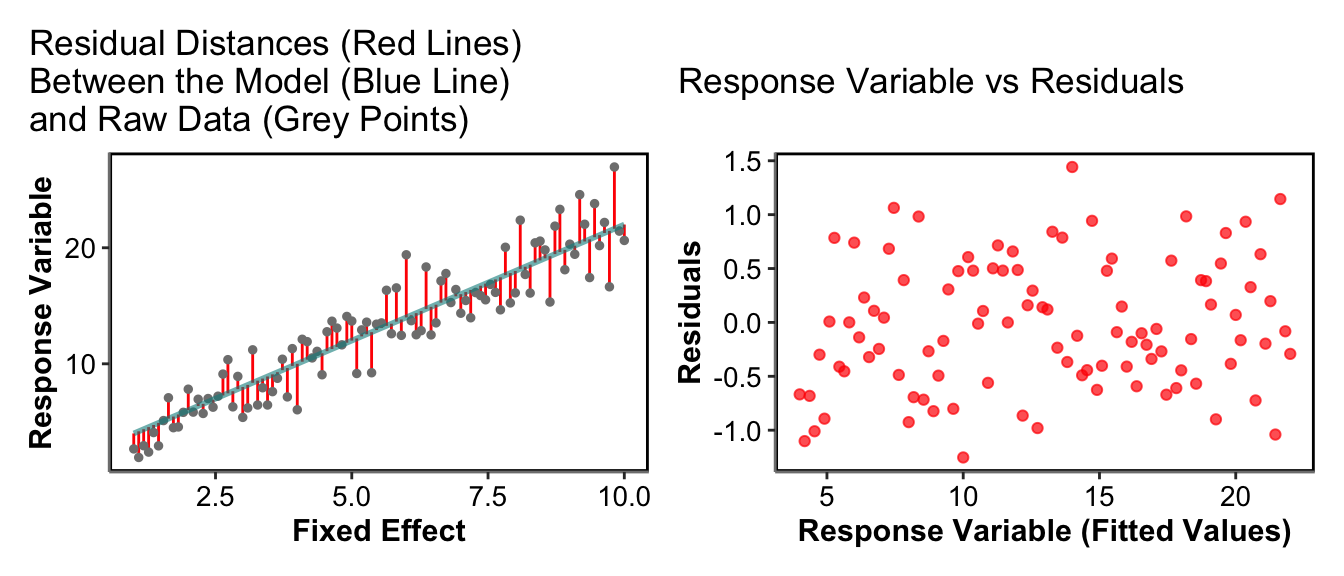 Residual Distances (Red Lines)
Between the Model (Blue Line)
and Raw Data (Grey Points)
Response Variable
20
10
2.5 5.0 7.5 10.0
Fixed Effect
Response Variable vs Residuals
Residuals
1.5
1.0
0.5
0.0
-0.5
-1.0
5 10 15 20
Response Variable (Fitted Values)